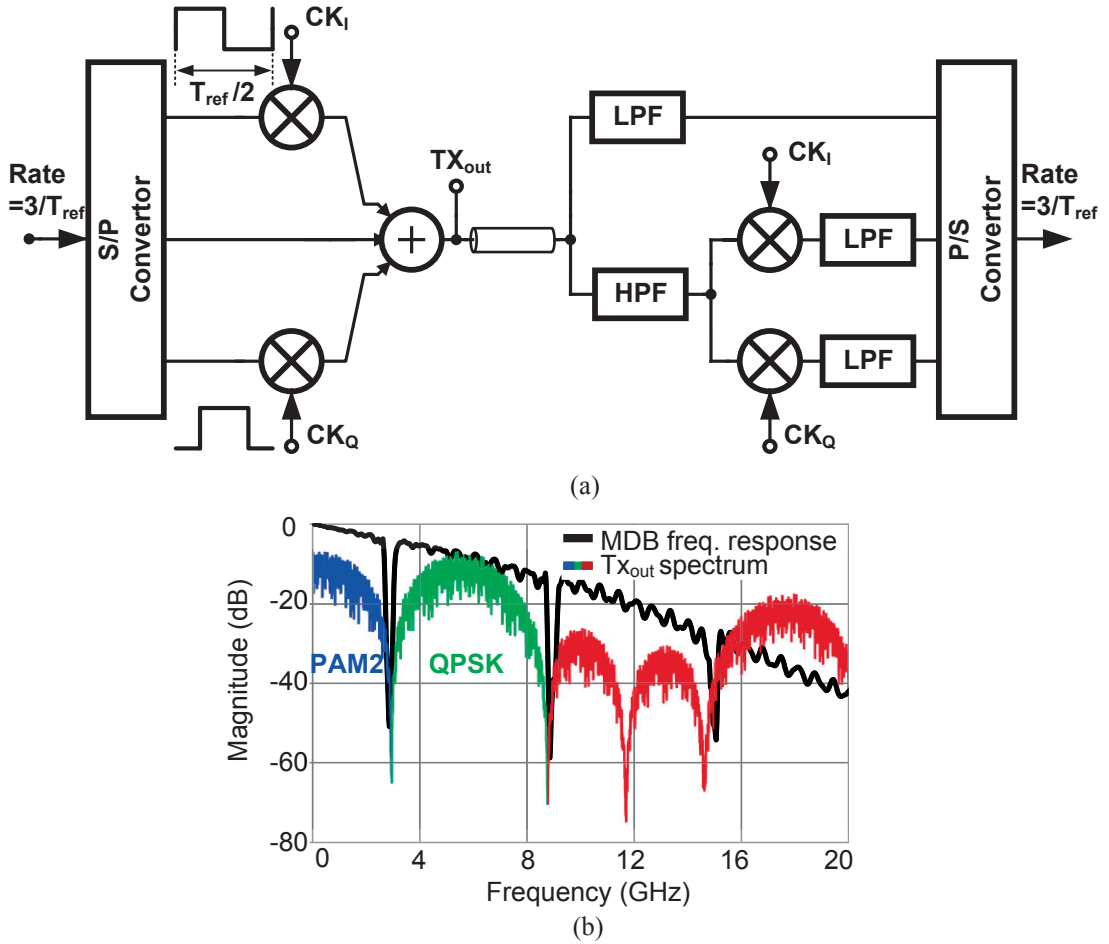 CK_I
T_ref/2
LPF
TX_out
CK_I
Rate
=3/T_ref
S/P
Convertor
+
LPF
P/S
Convertor
Rate
=3/T_ref
HPF
LPF
CK_Q
CK_Q
(a)
0
-20
-40
-60
-80
Magnitude (dB)
MDB freq. response
Tx_out spectrum
PAM2
QPSK
0 4 8 12 16 20
Frequency (GHz)
(b)